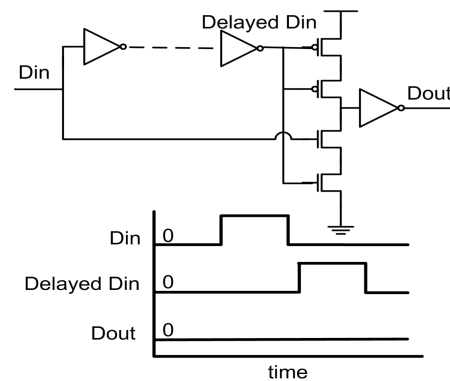 Delayed Din
Din
Dout
Din 0
Delayed Din 0
Dout 0
time